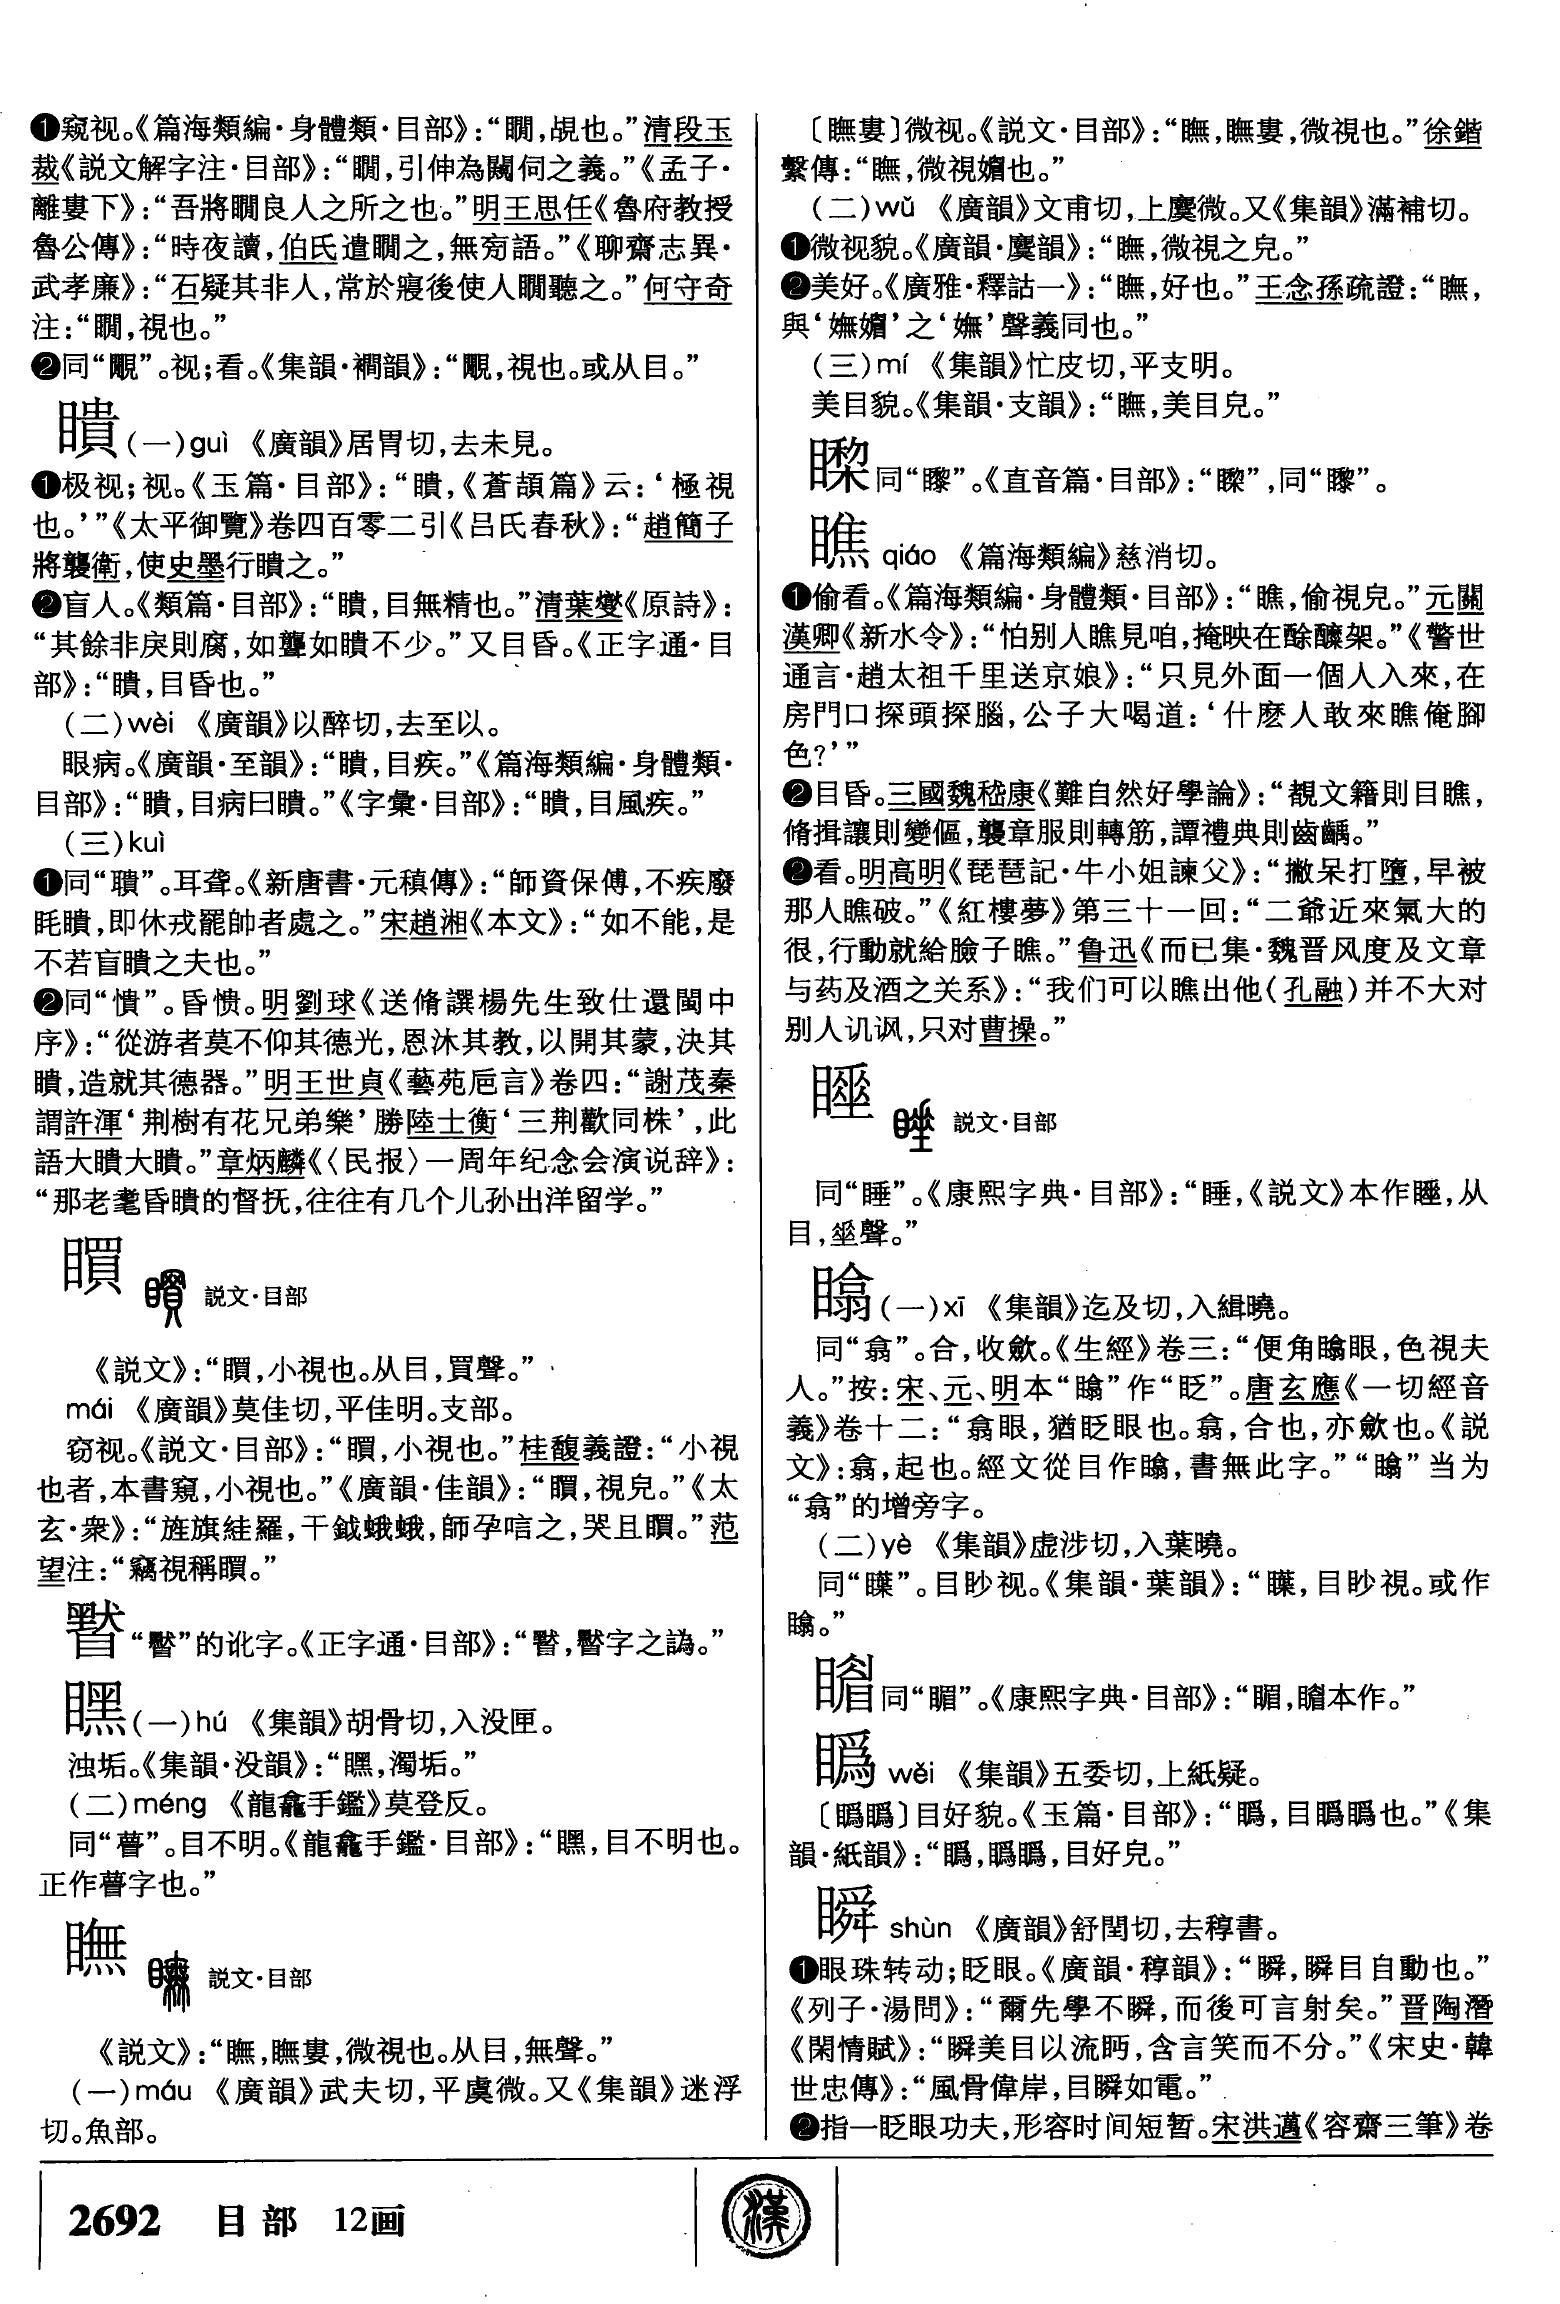 ❶窥视。《篇海類編·身體類·目部》：“瞯，覘也。”清段玉
裁《説文解字注·目部》：“瞯，引伸為闚伺之義。”《孟子·
離婁下》：“吾將瞯良人之所之也。”明王思任《魯府教授
魯公傳》：“時夜讀，伯氏遣瞯之，無旁語。”《聊齋志異·
武孝廉》：“石疑其非人，常於寢後使人瞯聽之。”何守奇
注：“瞯，視也。”
❷同“覸”。视；看。《集韻·襇韻》：“覸，視也。或从目。”
瞶(一)guì 《廣韻》居胃切，去未見。
❶极视；视。《玉篇·目部》：“瞶，《蒼頡篇》云：‘極視
也。’”《太平御覽》卷四百零二引《吕氏春秋》：“趙簡子
將襲衛，使史墨行瞶之。”
❷盲人。《類篇·目部》：“瞶，目無精也。”清葉燮《原詩》：
“其餘非戾則腐，如聾如瞶不少。”又目昏。《正字通·目
部》：“瞶，目昏也。”
(二)wèi 《廣韻》以醉切，去至以。
眼病。《廣韻·至韻》：“瞶，目疾。”《篇海類編·身體類·
目部》：“瞶，目病曰瞶。”《字彙·目部》：“瞶，目風疾。”
(三)kuì
❶同“聵”。耳聋。《新唐書·元稹傳》：“師資保傅，不疾廢
眊瞶，即休戎罷帥者處之。”宋趙湘《本文》：“如不能，是
不若盲瞶之夫也。”
❷同“憒”。昏愦。明劉球《送脩譔楊先生致仕還閩中
序》：“從游者莫不仰其德光，恩沐其教，以開其蒙，決其
瞶，造就其德器。”明王世貞《藝苑巵言》卷四：“謝茂秦
謂許渾‘荆樹有花兄弟樂’勝陸士衡‘三荆歡同株’，此
語大瞶大瞶。”章炳麟《〈民报〉一周年纪念会演说辞》：
“那老耄昏瞶的督抚，往往有几个儿孙出洋留学。”
䁲 説文·目部
《説文》：“䁲，小視也。从目，買聲。”
mái 《廣韻》莫佳切，平佳明。支部。
窃视。《説文·目部》：“䁲，小視也。”桂馥義證：“小視
也者，本書窺，小視也。”《廣韻·佳韻》：“䁲，視皃。”《太
玄·衆》：“旌旗絓羅，干鉞蛾蛾，師孕唁之，哭且䁲。”范
望注：“竊視稱䁲。”
“䁾”的讹字。《正字通·目部》：
䁫(一)hú 《集韻》胡骨切，入没匣。
浊垢。《集韻·没韻》：“䁫，濁垢。”
(二)méng 《龍龕手鑑》莫登反。
同“瞢”。目不明。《龍龕手鑑·目部》：“䁫，目不明也。
正作瞢字也。”
瞴 説文·目部
《説文》：“瞴，瞴婁，微視也。从目，無聲。”
(一)máu 《廣韻》武夫切，平虞微。又《集韻》迷浮
切。魚部。
〔瞴婁〕微视。《説文·目部》：“瞴，瞴婁，微視也。”徐鍇
繫傳：“瞴，微視媚也。”
(二)wǔ 《廣韻》文甫切，上麌微。又《集韻》滿補切。
❶微视貌。《廣韻·麌韻》：“瞴，微視之皃。”
❷美好。《廣雅·釋詁一》：“瞴，好也。”王念孫疏證：“瞴，
與‘嫵媚’之‘嫵’聲義同也。”
(三)mí 《集韻》忙皮切，平支明。
美目貌。《集韻·支韻》：“瞴，美目皃。”
同“瞭”。《直音篇·目部》：
瞧 qiáo 《篇海類編》慈消切。
❶偷看。《篇海類編·身體類·目部》：“瞧，偷視皃。”元關
漢卿《新水令》：“怕别人瞧見咱，掩映在酴醿架。”《警世
通言·趙太祖千里送京娘》：“只見外面一個人入來，在
房門口探頭探腦，公子大喝道：‘什麽人敢來瞧俺腳
色？’”
❷目昏。三國魏嵇康《難自然好學論》：“覩文籍則目瞧，
脩揖讓則變傴，襲章服則轉筋，譚禮典則齒齲。”
❷看。明高明《琵琶記·牛小姐諫父》：“撇呆打墮，早被
那人瞧破。”《紅樓夢》第三十一回：“二爺近來氣大的
很，行動就給臉子瞧。”鲁迅《而已集·魏晋风度及文章
与药及酒之关系》：“我们可以瞧出他(孔融)并不大对
别人讥讽，只对曹操。”
説文·目部
同“睡”。《康熙字典·目部》：“睡，《説文》本作，从
目，聲。”
瞈(一)xī 《集韻》迄及切，入緝曉。
同“翕”。合，收歛。《生經》卷三：“便角瞈眼，色視夫
人。”按：宋、元、明本“瞈”作“眨”。唐玄應《一切經音
義》卷十二：“翕眼，猶眨眼也。翕，合也，亦歛也。《説
文》：翕，起也。經文從目作瞈，書無此字。”“瞈”当为
“翕”的增旁字。
(二)yè 《集韻》虚涉切，入葉曉。
同“瞱”。目眇视。《集韻·葉韻》：“瞱，目眇視。或作
瞈。”
同“睸”。《康熙字典·目部》：“睸，本作。”
䦱 wěi 《集韻》五委切，上紙疑。
目好貌。《玉篇·目部》：《集
韻·紙韻》：目好皃。”
瞬 shùn 《廣韻》舒閏切，去稕書。
❶眼珠转动；眨眼。《廣韻·稕韻》：“瞬，瞬目自動也。”
《列子·湯問》：“爾先學不瞬，而後可言射矣。”晋陶潛
《閑情賦》：“瞬美目以流眄，含言笑而不分。”《宋史·韓
世忠傳》：“風骨偉岸，目瞬如電。”
❷指一眨眼功夫，形容时间短暂。宋洪邁《容齋三筆》卷
2692 目部 12画
漢